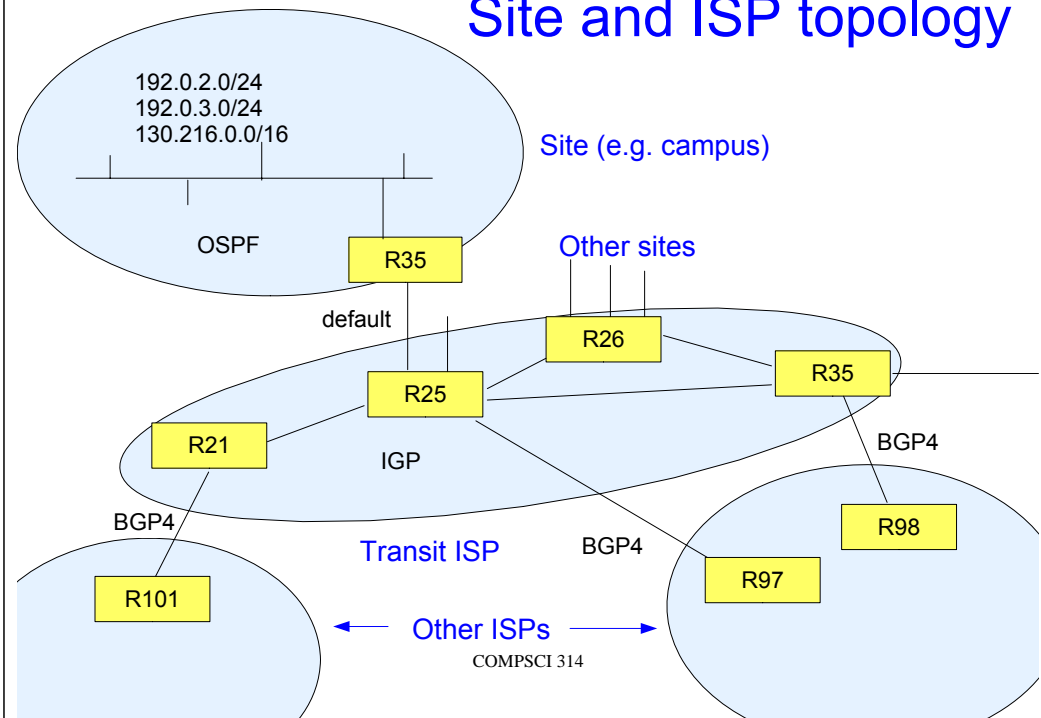 Site and ISP topology
192.0.2.0/24
192.0.3.0/24
130.216.0.0/16
Site (e.g. campus)
OSPF
R35
Other sites
default
R26
R35
R25
R21
IGP
BGP4
BGP4
R98
Transit ISP
BGP4
R97
R101
Other ISPs
COMPSCI 314